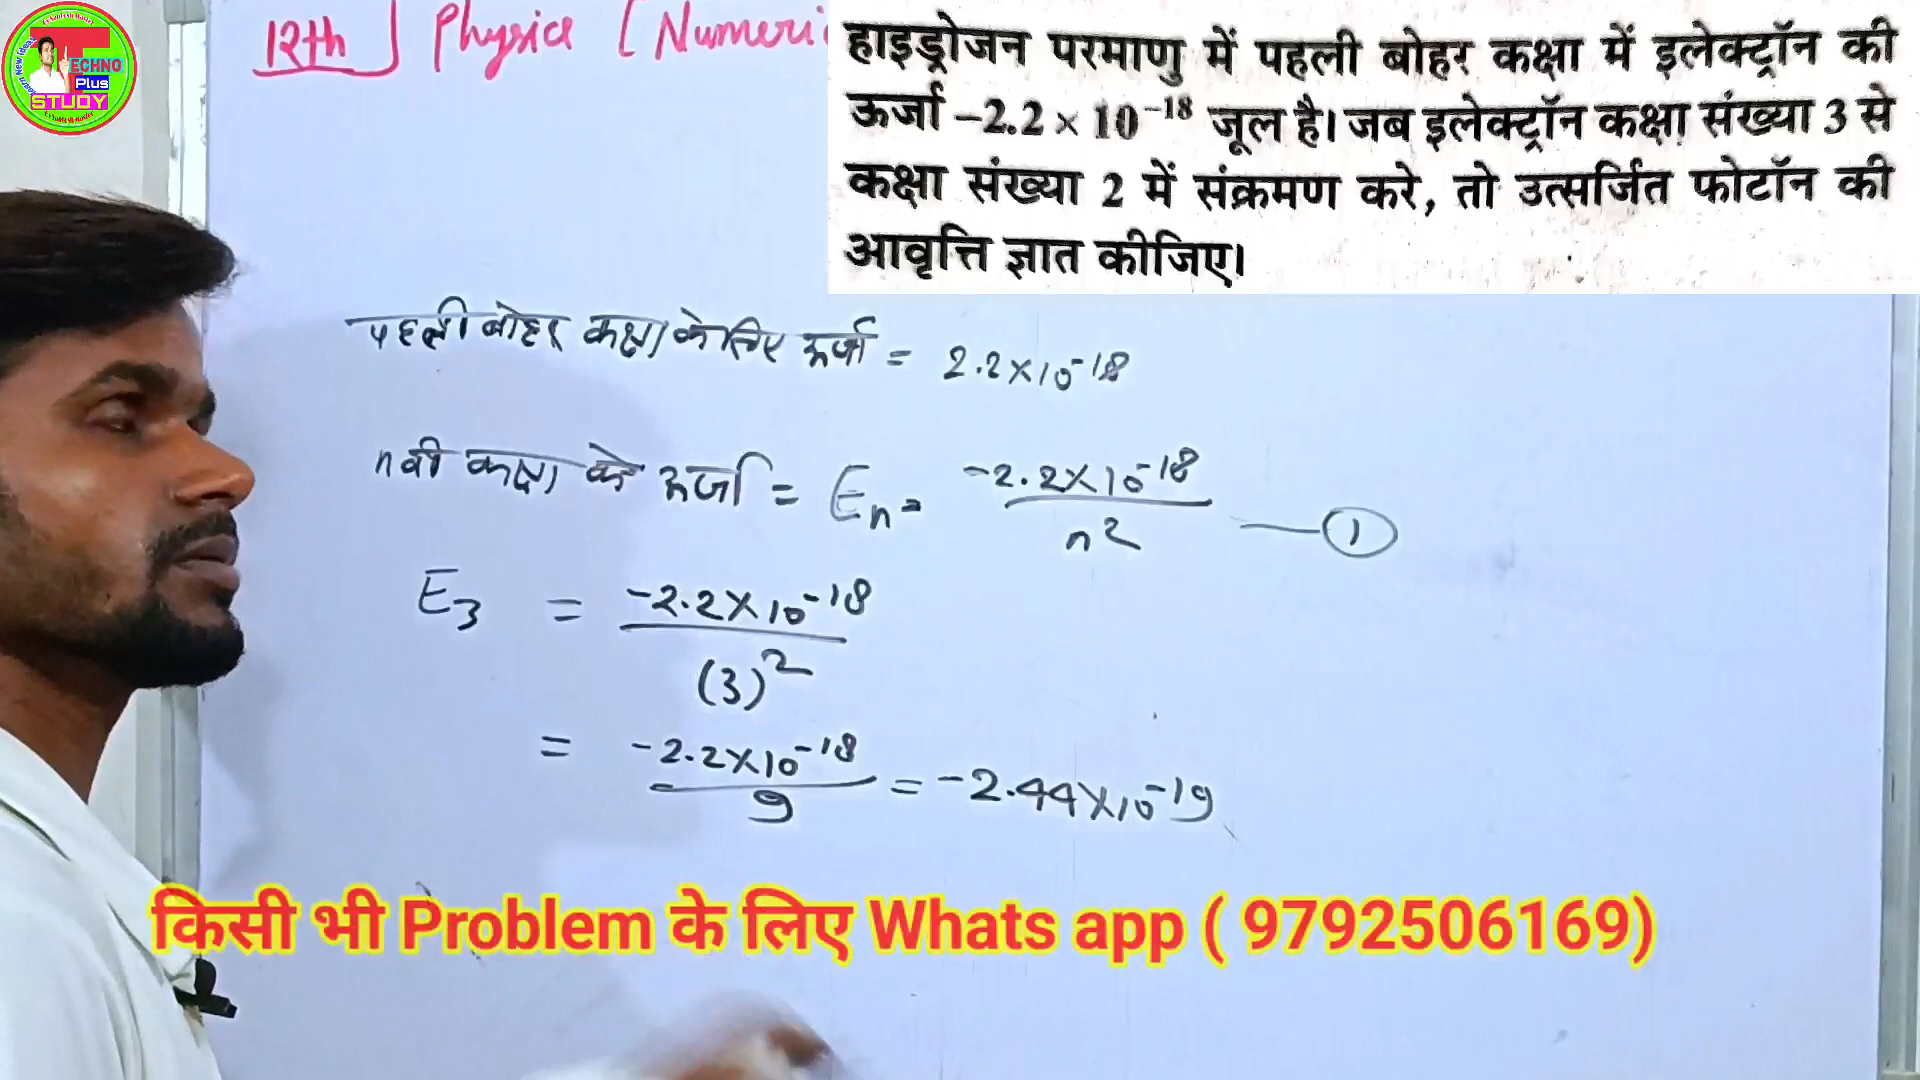 12th Physics [Numeri
TECHNO
Plus
STUDY
हाइड्रोजन परमाणु में पहली बोहर कक्षा में इलेक्ट्रॉन की
ऊर्जा –2.2 × 10⁻¹⁸ जूल है। जब इलेक्ट्रॉन कक्षा संख्या 3 से
कक्षा संख्या 2 में संक्रमण करे, तो उत्सर्जित फोटॉन की
आवृत्ति ज्ञात कीजिए।
पहली बोहर कक्षा के लिए ऊर्जा = 2.2×10⁻¹⁸
nवी कक्षा के ऊर्जा = Eₙ = -2.2×10⁻¹⁸ / n² —— ①
E₃ = -2.2×10⁻¹⁸ / (3)²
= -2.2×10⁻¹⁸ / 9 = -2.44×10⁻¹⁹
किसी भी Problem के लिए Whats app ( 9792506169)